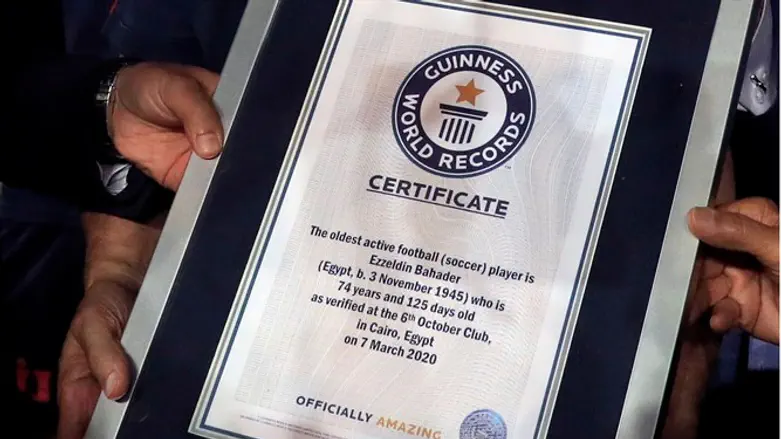 GUINNESS
WORLD RECORDS
CERTIFICATE
The oldest active football (soccer) player is
Ezzeldin Bahader
(Egypt, b. 3 November 1945) who is
74 years and 125 days old
as verified at the 6th October Club,
in Cairo, Egypt
on 7 March 2020
OFFICIALLY AMAZING